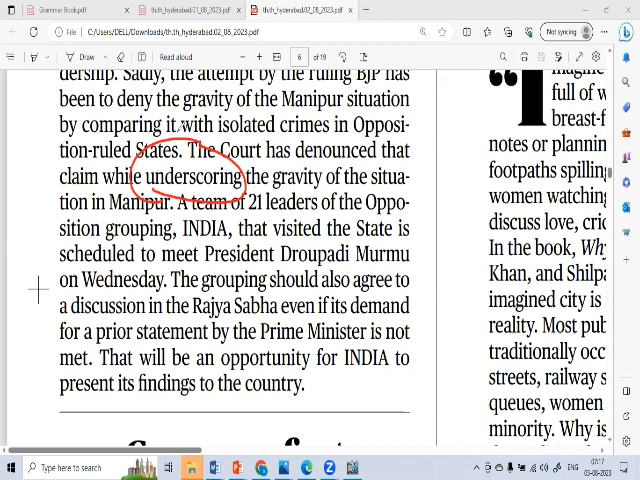 Grammar Book.pdf
th.th_hyderabad.01_08_2023.pdf
th.th_hyderabad.02_08_2023.pdf
File
C:/Users/DELL/Downloads/th.th_hyderabad.02_08_2023.pdf
Not syncing
Draw
Read aloud
6
of 19
dership. Sadly, the attempt by the ruling BJP has
been to deny the gravity of the Manipur situation
by comparing it with isolated crimes in Opposi-
tion-ruled States. The Court has denounced that
claim while underscoring the gravity of the situa-
tion in Manipur. A team of 21 leaders of the Oppo-
sition grouping, INDIA, that visited the State is
scheduled to meet President Droupadi Murmu
on Wednesday. The grouping should also agree to
a discussion in the Rajya Sabha even if its demand
for a prior statement by the Prime Minister is not
met. That will be an opportunity for INDIA to
present its findings to the country.
“I
full of w
breast-f
notes or plannin
footpaths spilling
women watching
discuss love, cric
In the book, Why
Khan, and Shilpa
imagined city is
reality. Most pub
traditionally occ
streets, railway s
queues, women
minority. Why is
Type here to search
ENG
07:17
03-08-2023